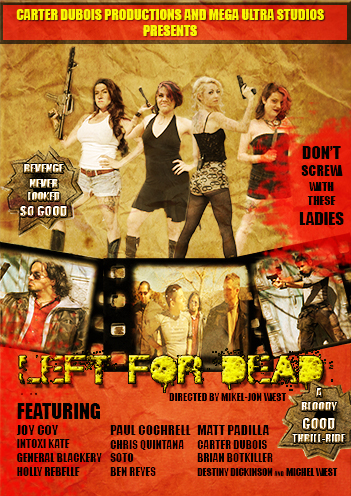 CARTER DUBOIS PRODUCTIONS AND MEGA ULTRA STUDIOS
PRESENTS
REVENGE
NEVER
LOOKED
SO GOOD
DON'T
SCREW
WITH
THESE
LADIES
LEFT FOR DEAD
DIRECTED BY MIKEL-JON WEST
A
BLOODY
GOOD
THRILL-RIDE
FEATURING
JOY COY
INTOXI KATE
GENERAL BLACKERY
HOLLY REBELLE
PAUL COCHRELL
CHRIS QUINTANA
SOTO
BEN REYES
MATT PADILLA
CARTER DUBOIS
BRIAN BOTKILLER
DESTINY DICKINSON AND MICHEL WEST